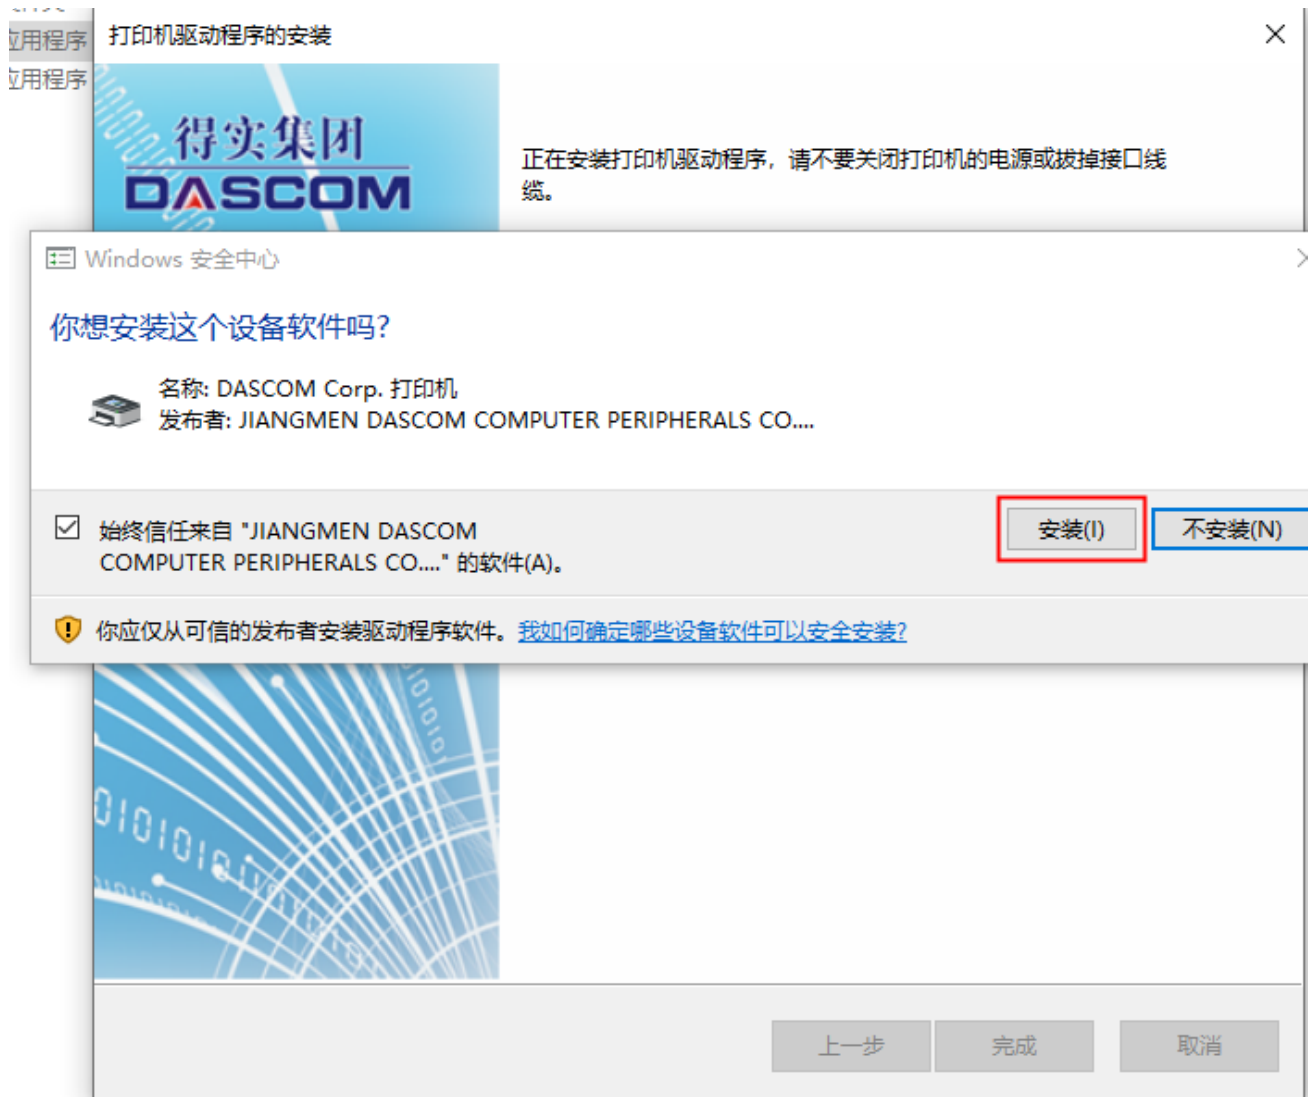 应用程序
打印机驱动程序的安装
应用程序
得实集团
DASCOM
正在安装打印机驱动程序，请不要关闭打印机的电源或拔掉接口线
缆。
Windows 安全中心
你想安装这个设备软件吗?
名称: DASCOM Corp. 打印机
发布者: JIANGMEN DASCOM COMPUTER PERIPHERALS CO....
始终信任来自 "JIANGMEN DASCOM
COMPUTER PERIPHERALS CO...." 的软件(A)。
安装(I)
不安装(N)
你应仅从可信的发布者安装驱动程序软件。我如何确定哪些设备软件可以安全安装?
上一步
完成
取消